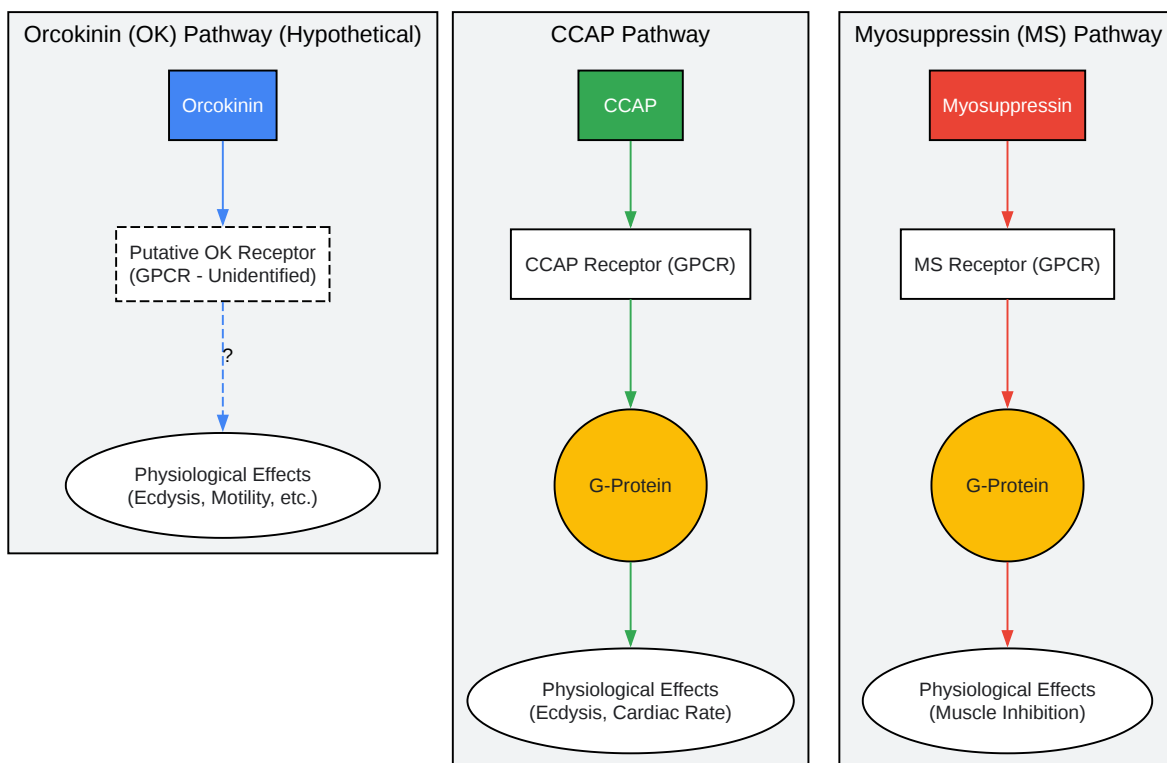 Orcokinin (OK) Pathway (Hypothetical)
Orcokinin
Putative OK Receptor
(GPCR - Unidentified)
?
Physiological Effects
(Ecdysis, Motility, etc.)
CCAP Pathway
CCAP
CCAP Receptor (GPCR)
G-Protein
Physiological Effects
(Ecdysis, Cardiac Rate)
Myosuppressin (MS) Pathway
Myosuppressin
MS Receptor (GPCR)
G-Protein
Physiological Effects
(Muscle Inhibition)